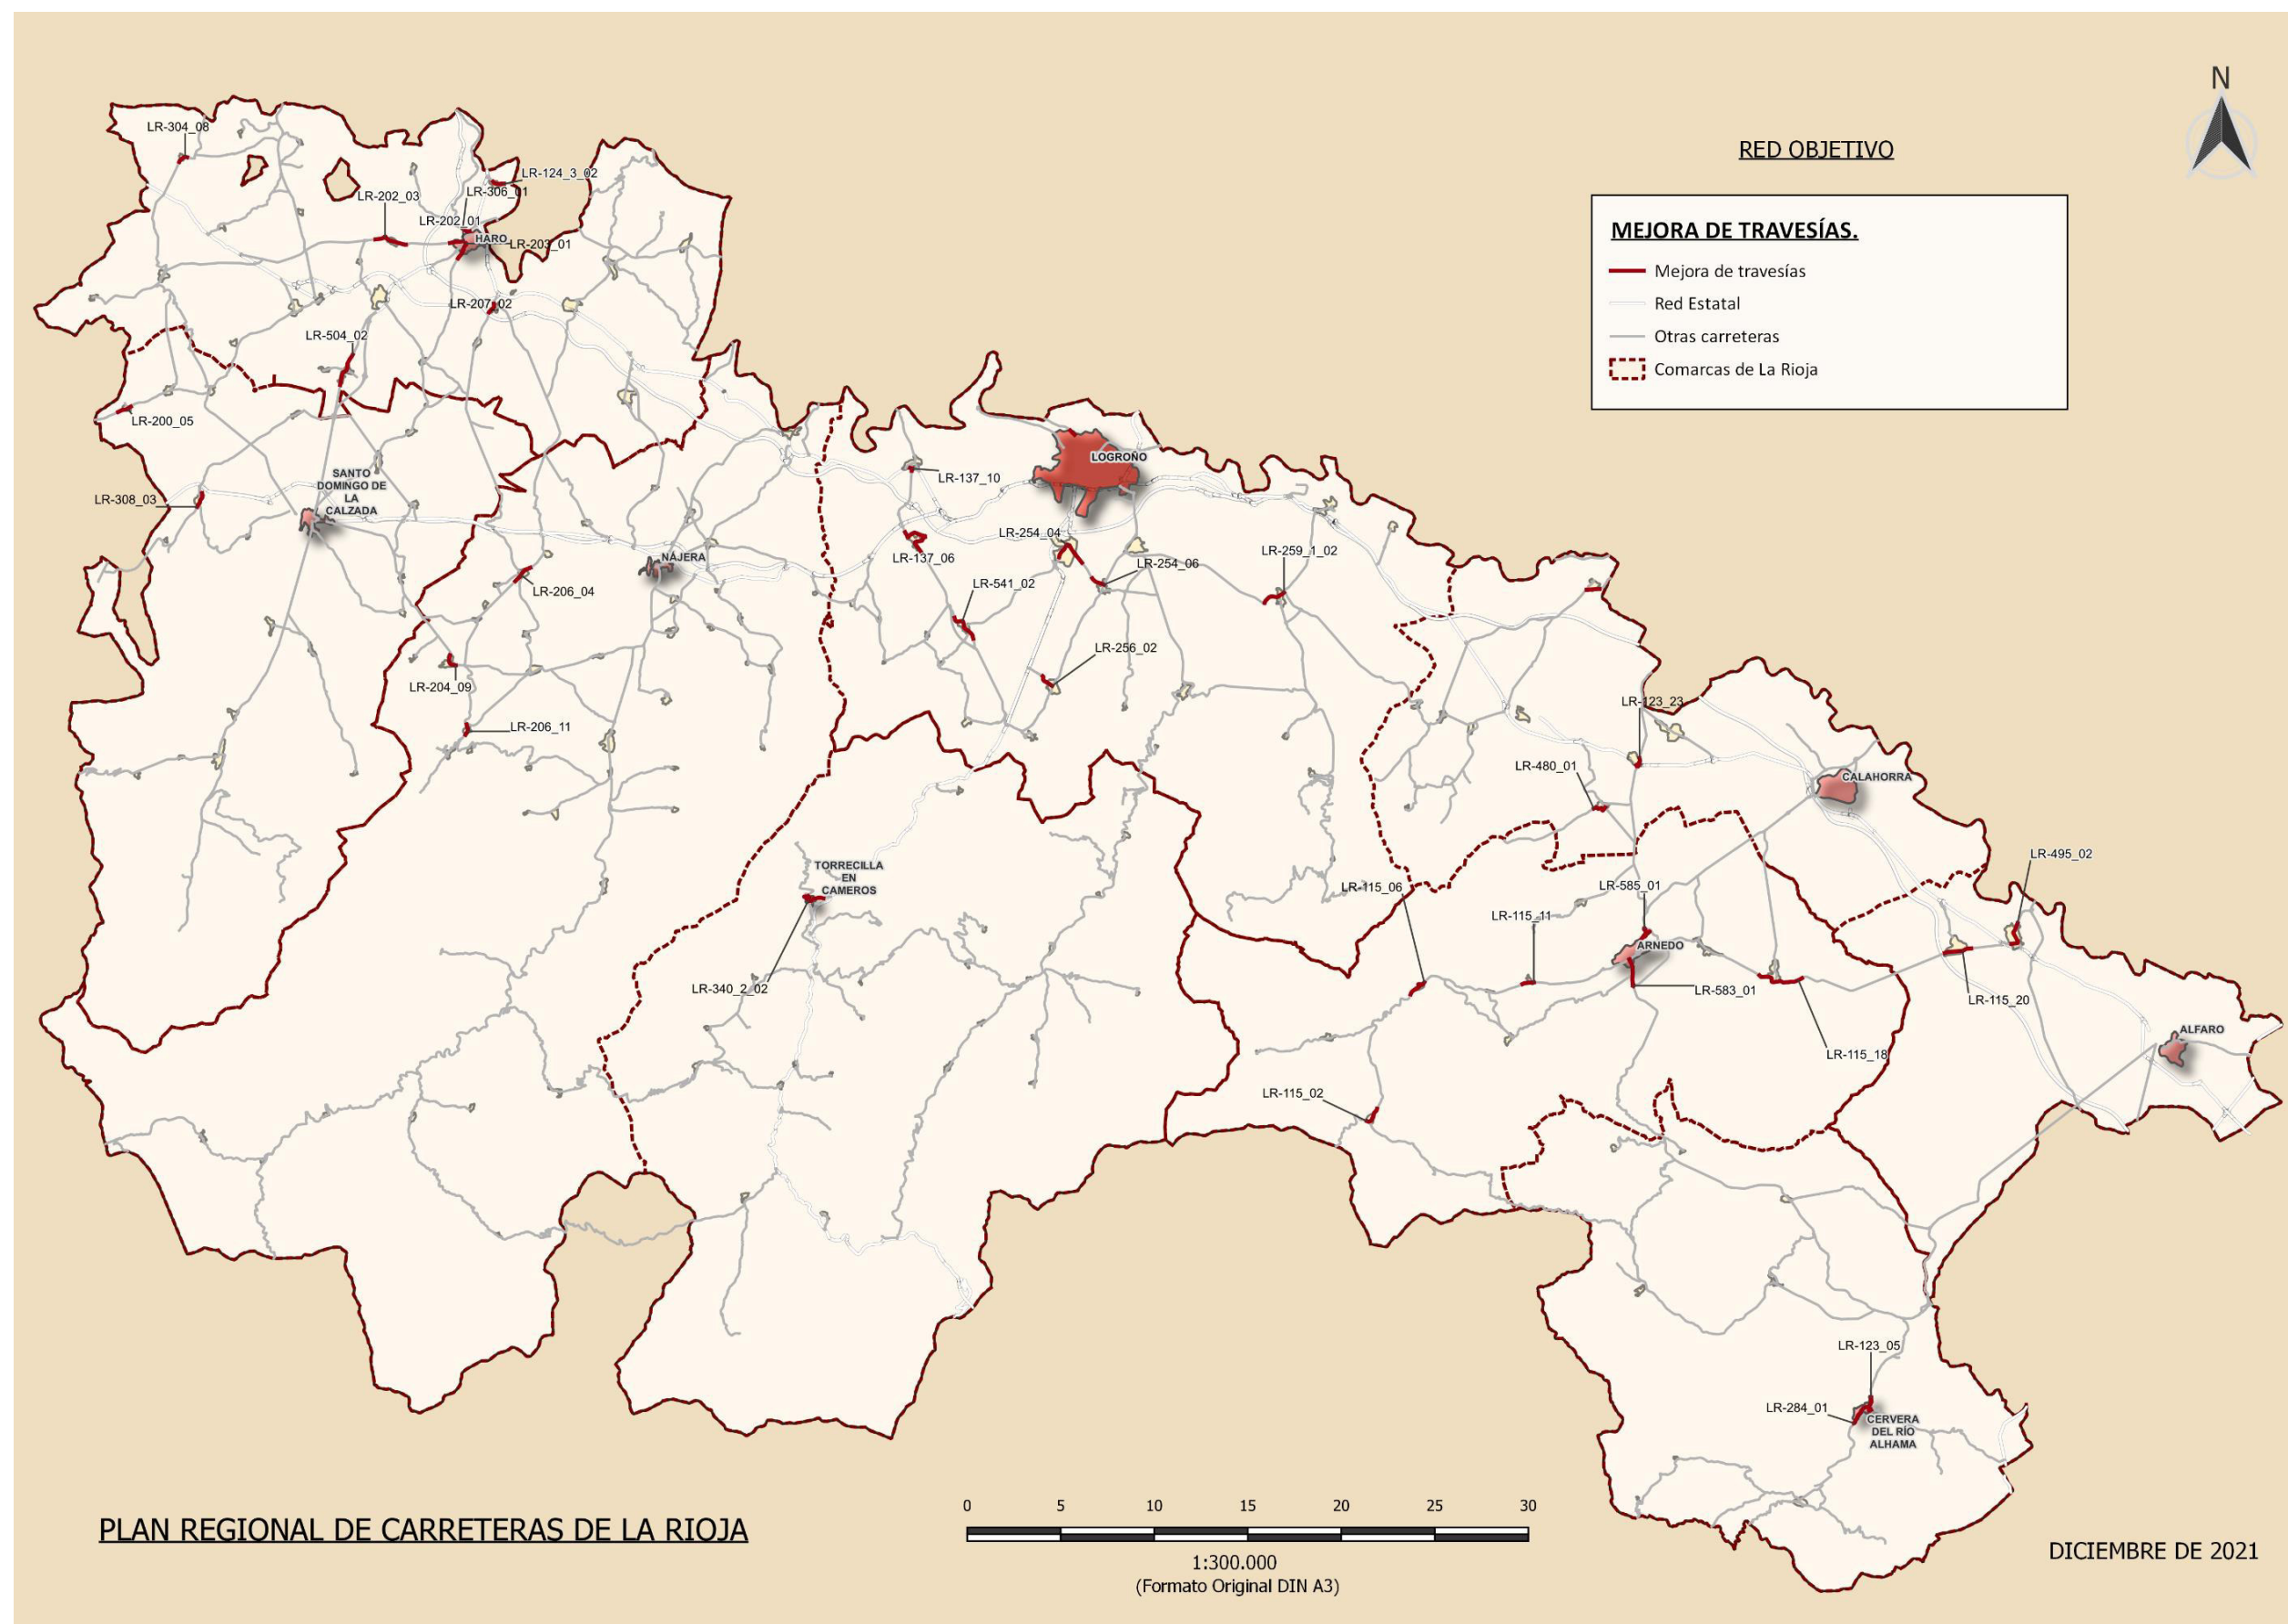 N
RED OBJETIVO
MEJORA DE TRAVESÍAS.
Mejora de travesías
Red Estatal
Otras carreteras
Comarcas de La Rioja
LR-304_08
LR-124_3_02
LR-306_01
LR-202_03
LR-202_01
HARO
LR-203_01
LR-207_02
LR-504_02
LR-200_05
SANTO
DOMINGO DE
LA
CALZADA
LR-308_03
LOGROÑO
LR-137_10
LR-254_04
LR-137_06
LR-254_06
LR-259_1_02
NÁJERA
LR-541_02
LR-206_04
LR-256_02
LR-204_09
LR-206_11
LR-123_23
LR-480_01
CALAHORRA
TORRECILLA
EN
CAMEROS
LR-340_2_02
LR-115_06
LR-585_01
LR-115_11
ARNEDO
LR-583_01
LR-495_02
LR-115_20
LR-115_18
ALFARO
LR-115_02
LR-123_05
LR-284_01
CERVERA
DEL RÍO
ALHAMA
PLAN REGIONAL DE CARRETERAS DE LA RIOJA
0 5 10 15 20 25 30
1:300.000
(Formato Original DIN A3)
DICIEMBRE DE 2021